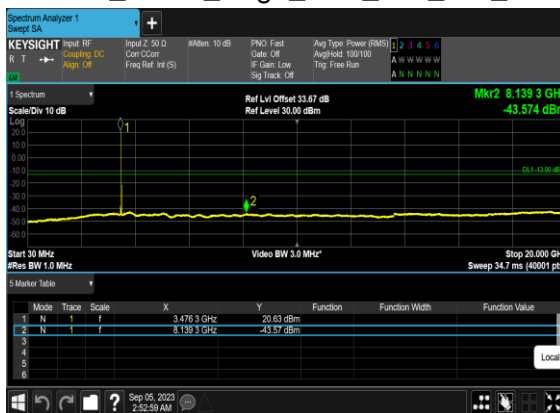 Spectrum Analyzer 1
Swept SA
KEYSIGHT
R T
LU
Input: RF
Coupling: DC
Align: Off
Input Z: 50 Ω
Corr CCorr
Freq Ref: Int (S)
#Atten: 10 dB
PNO: Fast
Gate: Off
IF Gain: Low
Sig Track: Off
Avg Type: Power (RMS)
Avg|Hold: 100/100
Trig: Free Run
1 2 3 4 5 6
A W W W W W
A N N N N N
1 Spectrum
Scale/Div 10 dB
Ref Lvl Offset 33.67 dB
Ref Level 30.00 dBm
Mkr2 8.139 3 GH
-43.574 dB
Log
20.0
10.0
0.00
-10.0
-20.0
-30.0
-40.0
-50.0
-60.0
1
2
DL1 -13.00 dB
Start 30 MHz
#Res BW 1.0 MHz
Video BW 3.0 MHz*
Stop 20.000 GH
Sweep 34.7 ms (40001 pt
5 Marker Table
Mode Trace Scale X Y Function Function Width Function Value
1 N 1 f 3.476 3 GHz 20.63 dBm
2 N 1 f 8.139 3 GHz -43.57 dBm
3
4
5
6
Local
? Sep 05, 2023
2:52:59 AM